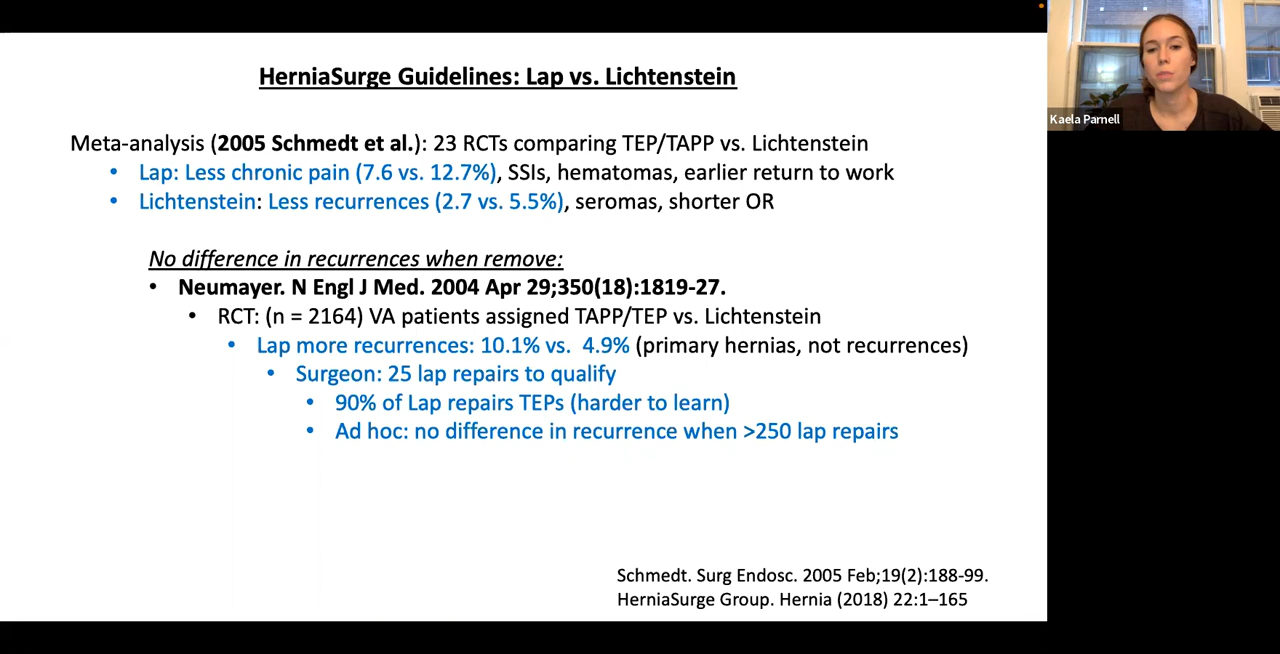 HerniaSurge Guidelines: Lap vs. Lichtenstein
Kaela Parnell
Meta-analysis (2005 Schmedt et al.): 23 RCTs comparing TEP/TAPP vs. Lichtenstein
• Lap: Less chronic pain (7.6 vs. 12.7%), SSIs, hematomas, earlier return to work
• Lichtenstein: Less recurrences (2.7 vs. 5.5%), seromas, shorter OR
No difference in recurrences when remove:
• Neumayer. N Engl J Med. 2004 Apr 29;350(18):1819-27.
• RCT: (n = 2164) VA patients assigned TAPP/TEP vs. Lichtenstein
• Lap more recurrences: 10.1% vs. 4.9% (primary hernias, not recurrences)
• Surgeon: 25 lap repairs to qualify
• 90% of Lap repairs TEPs (harder to learn)
• Ad hoc: no difference in recurrence when >250 lap repairs
Schmedt. Surg Endosc. 2005 Feb;19(2):188-99.
HerniaSurge Group. Hernia (2018) 22:1–165